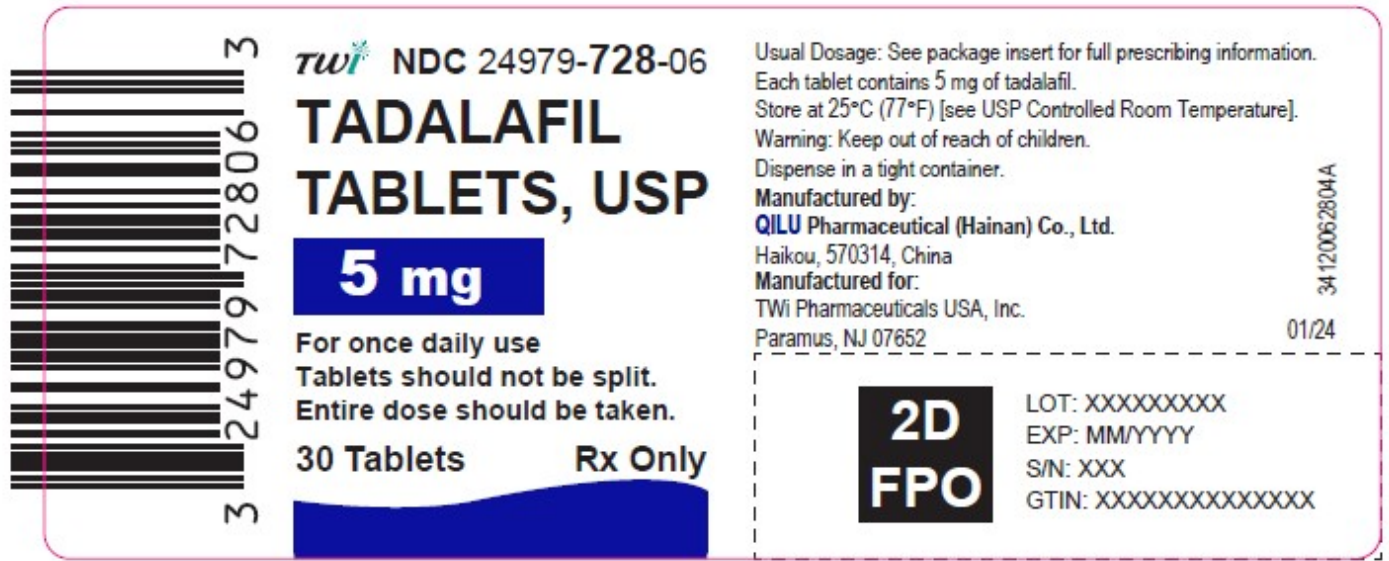 3 24979 72806 3
TWi NDC 24979-728-06
TADALAFIL
TABLETS, USP
5 mg
For once daily use
Tablets should not be split.
Entire dose should be taken.
30 Tablets Rx Only
Usual Dosage: See package insert for full prescribing information.
Each tablet contains 5 mg of tadalafil.
Store at 25°C (77°F) [see USP Controlled Room Temperature].
Warning: Keep out of reach of children.
Dispense in a tight container.
Manufactured by:
QILU Pharmaceutical (Hainan) Co., Ltd.
Haikou, 570314, China
Manufactured for:
TWi Pharmaceuticals USA, Inc.
Paramus, NJ 07652
34120062804A
01/24
2D
FPO
LOT: XXXXXXXXX
EXP: MM/YYYY
S/N: XXX
GTIN: XXXXXXXXXXXXXX